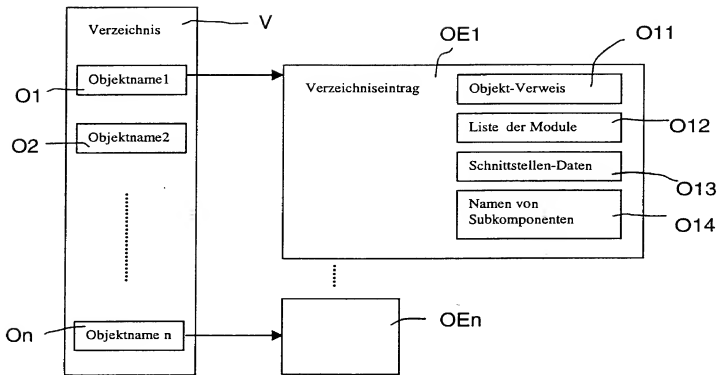 Verzeichnis
V
Objektname1
O1
Objektname2
O2
Objektname n
On
OE1
Verzeichniseintrag
Objekt-Verweis
O11
Liste der Module
O12
Schnittstellen-Daten
O13
Namen von
Subkomponenten
O14
OEn